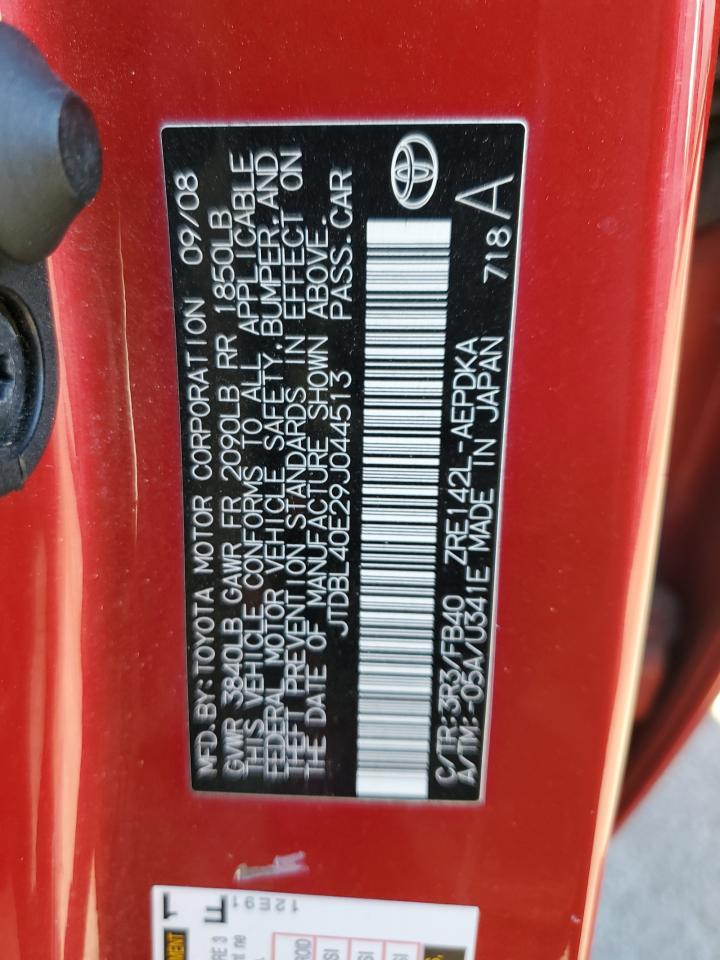 MFD.BY:TOYOTA MOTOR CORPORATION 09/08
GVWR 3840LB GAWR FR 2090LB RR 1850LB
THIS VEHICLE CONFORMS TO ALL APPLICABLE
FEDERAL MOTOR VEHICLE SAFETY,BUMPER,AND
THEFT PREVENTION STANDARDS IN EFFECT ON
THE DATE OF MANUFACTURE SHOWN ABOVE.
JTDBL40E29J044513 PASS.CAR
C/TR:3R3/FB40 ZRE142L-AEPDKA 718A
A/TM:-05A/U341E MADE IN JAPAN
12E91